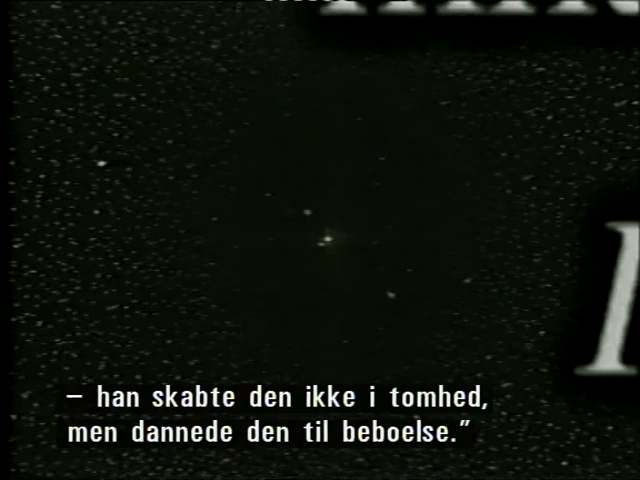 – han skabte den ikke i tomhed,
men dannede den til beboelse.”